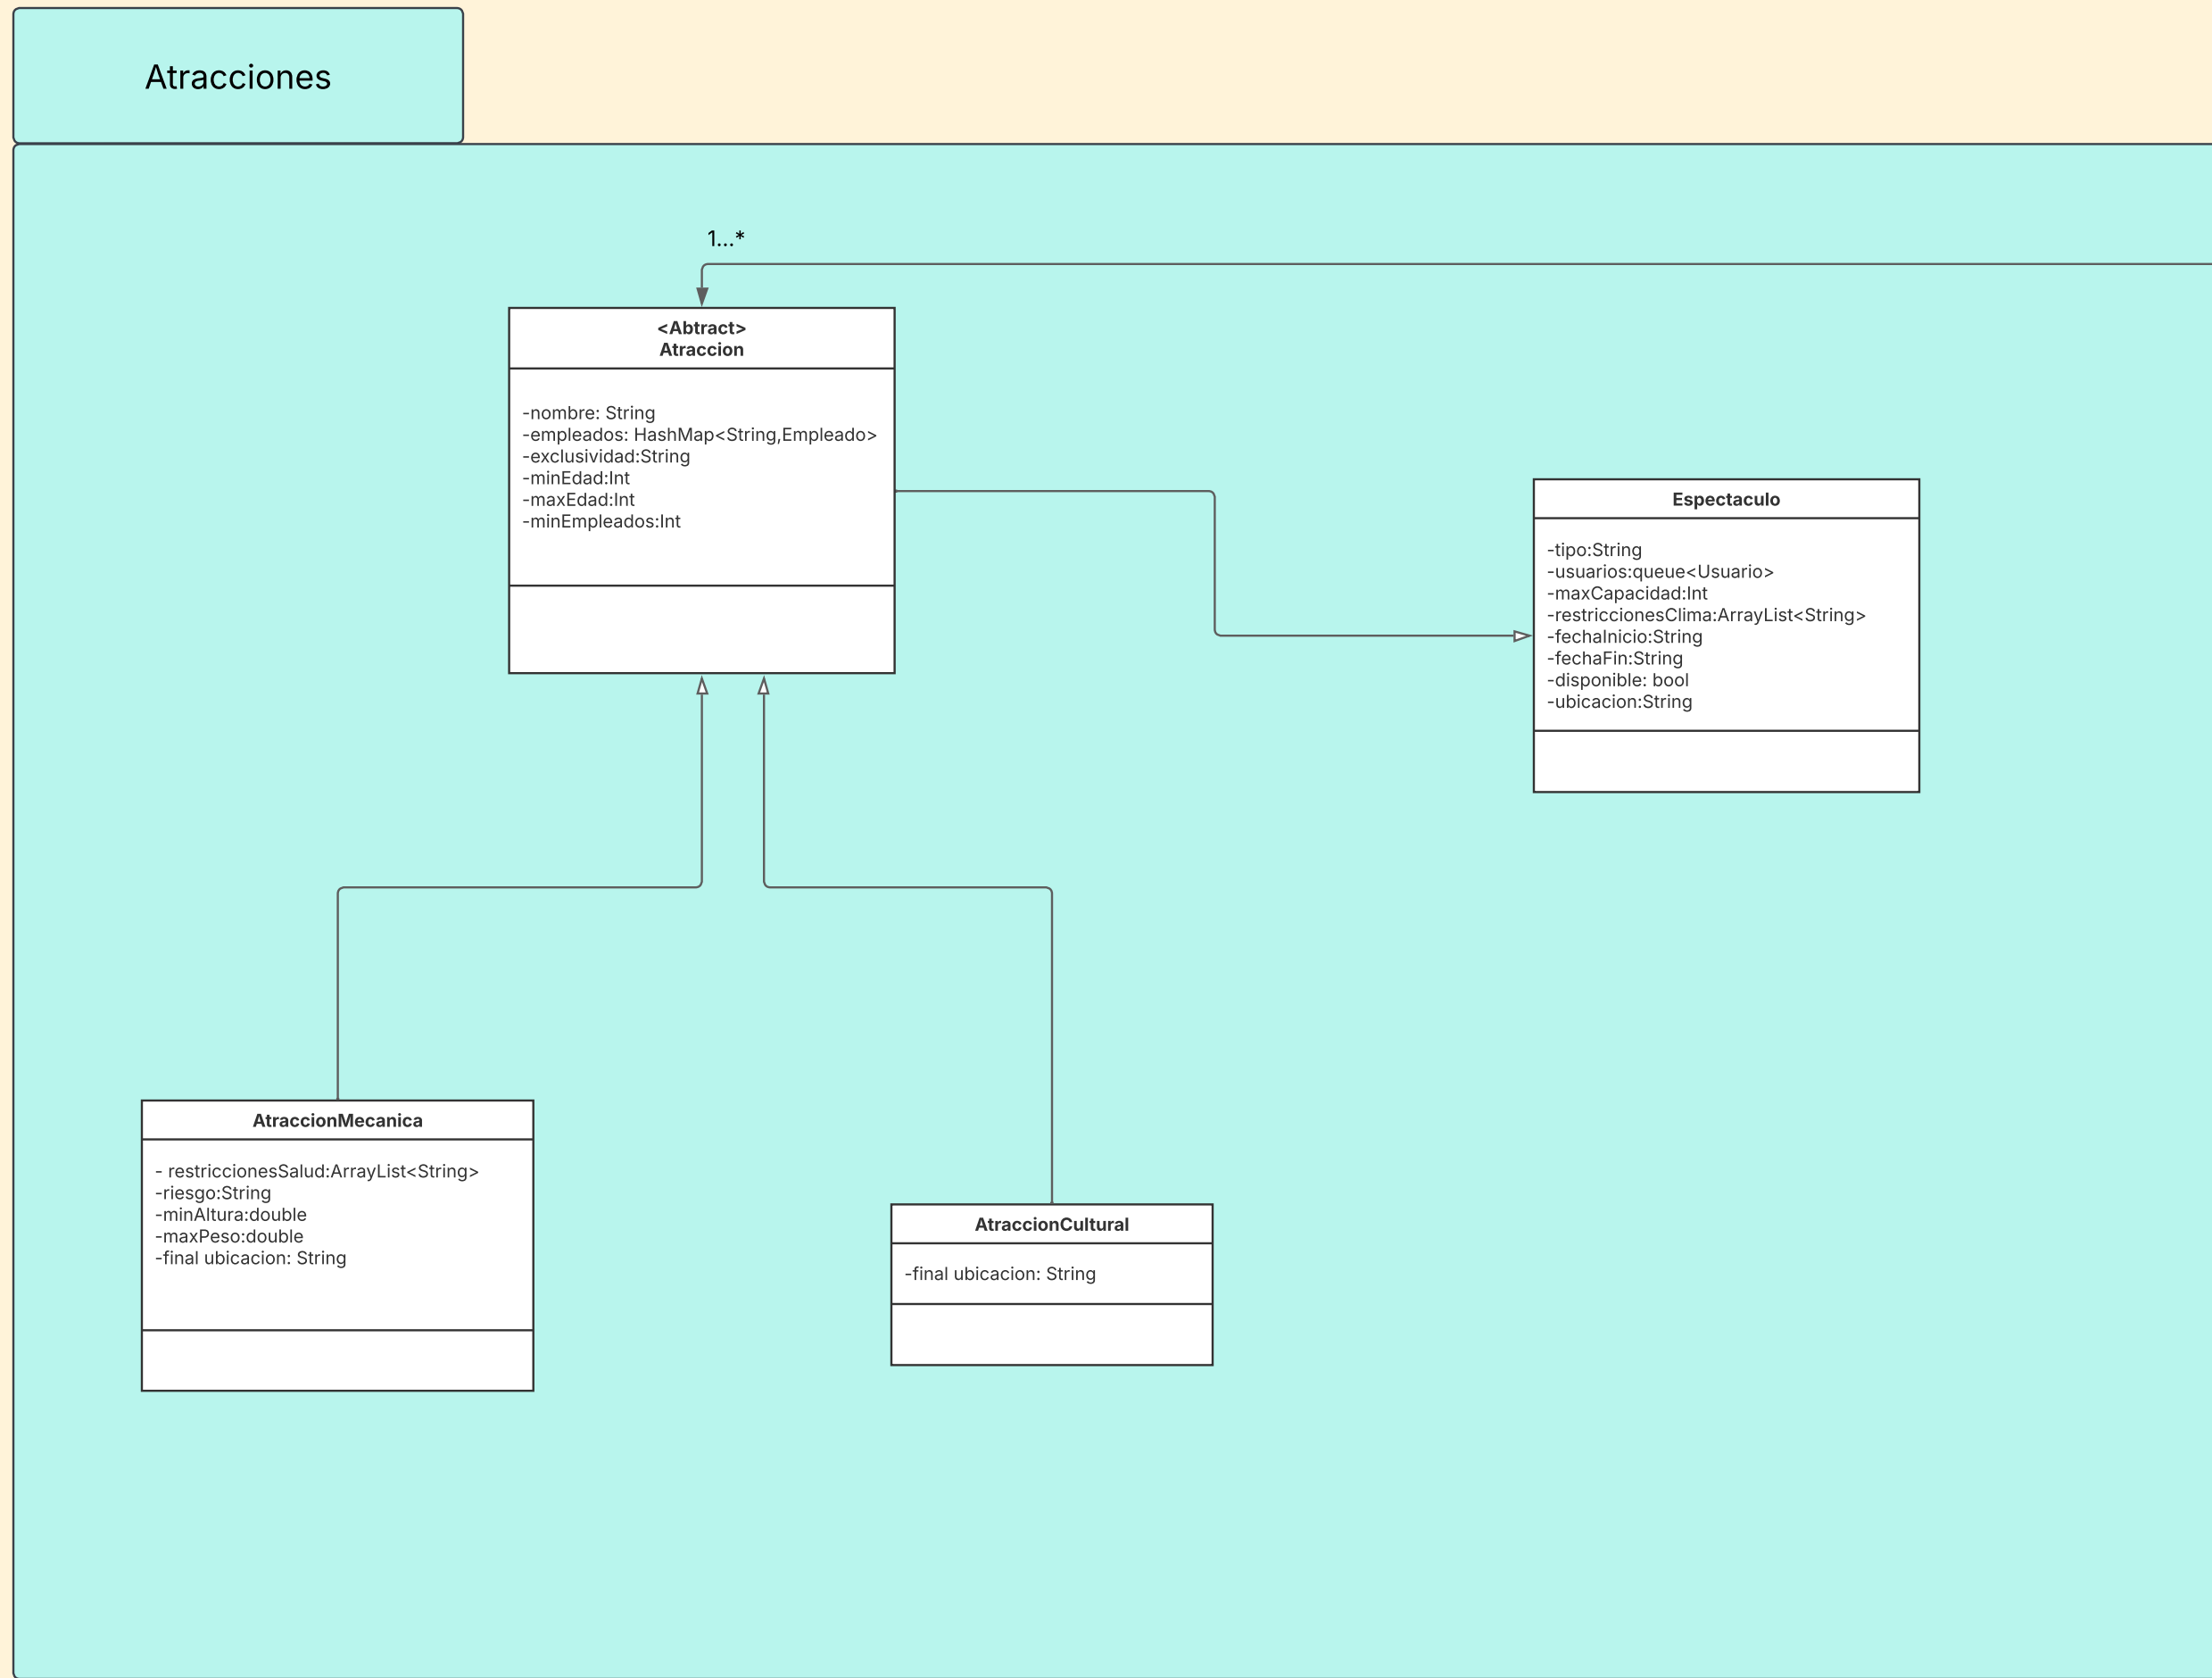 Atracciones
1...*
<Abtract>
Atraccion
-nombre: String
-empleados: HashMap<String,Empleado>
-exclusividad:String
-minEdad:Int
-maxEdad:Int
-minEmpleados:Int
Espectaculo
-tipo:String
-usuarios:queue<Usuario>
-maxCapacidad:Int
-restriccionesClima:ArrayList<String>
-fechaInicio:String
-fechaFin:String
-disponible: bool
-ubicacion:String
AtraccionMecanica
- restriccionesSalud:ArrayList<String>
-riesgo:String
-minAltura:double
-maxPeso:double
-final ubicacion: String
AtraccionCultural
-final ubicacion: String